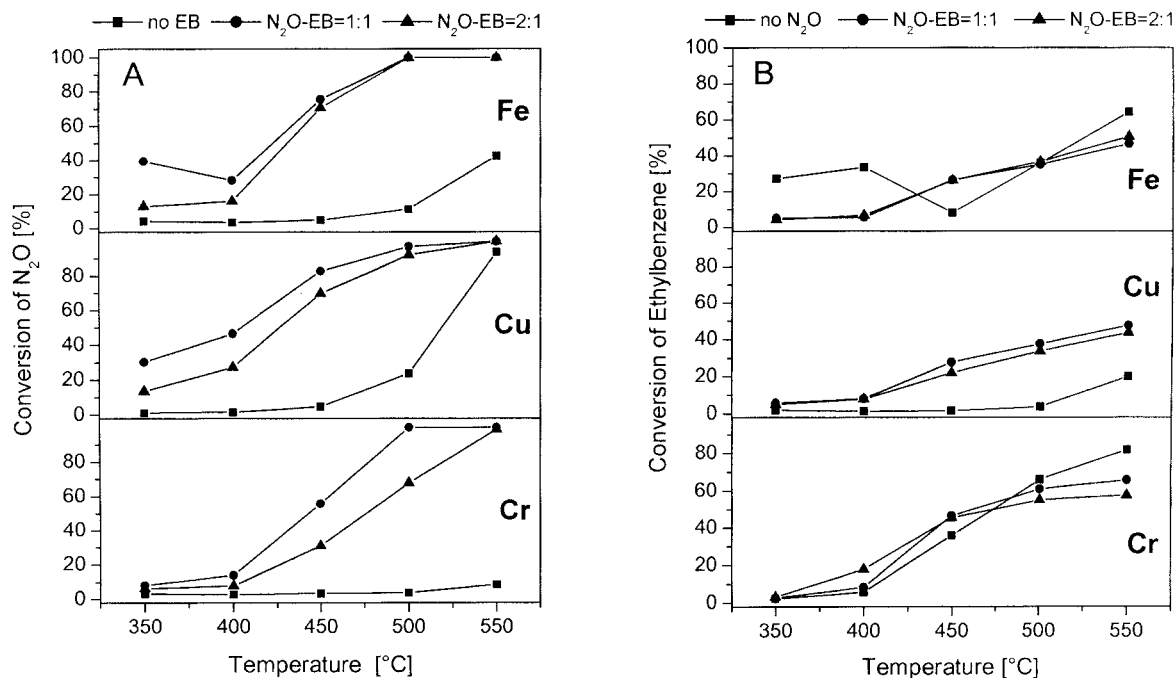 no EB N₂O-EB=1:1 N₂O-EB=2:1
A
Conversion of N₂O [%]
100
80
60
40
20
0
Fe
80
60
40
20
0
Cu
80
60
40
20
0
Cr
350 400 450 500 550
Temperature [°C]
no N₂O N₂O-EB=1:1 N₂O-EB=2:1
B
Conversion of Ethylbenzene [%]
100
80
60
40
20
0
Fe
80
60
40
20
0
Cu
80
60
40
20
0
Cr
350 400 450 500 550
Temperature [°C]